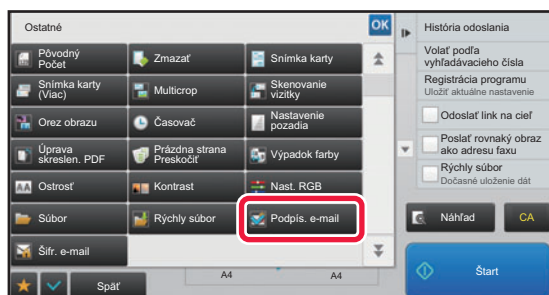 Ostatné
OK
Pôvodný
Počet
Zmazať
Snímka karty
Snímka karty
(Viac)
Multicrop
Skenovanie
vizitky
Orez obrazu
Časovač
Nastavenie
pozadia
Úprava
skreslen. PDF
Prázdna strana
Preskočiť
Výpadok farby
AA Ostrosť
Kontrast
Nast. RGB
Súbor
Rýchly súbor
Podpis. e-mail
Šifr. e-mail
Späť
A4
A4
História odoslania
Volať podľa
vyhľadávacieho čísla
Registrácia programu
Uložiť aktuálne nastavenie
Odoslať link na cieľ
Poslať rovnaký obraz
ako adresu faxu
Rýchly súbor
Dočasné uloženie dát
Náhľad
CA
Štart